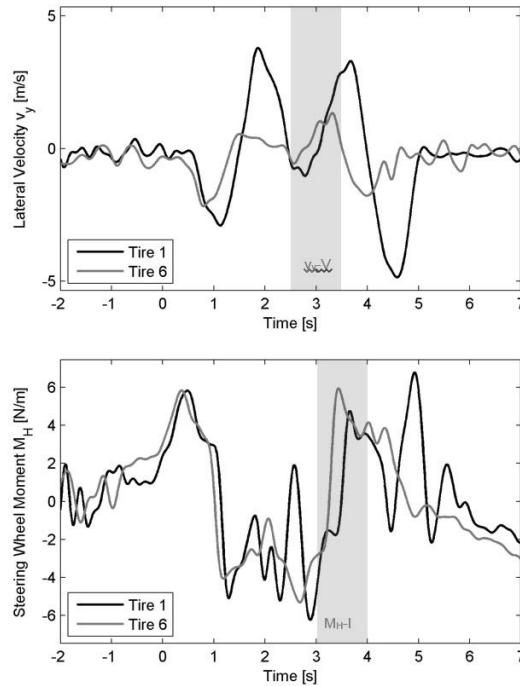 5
0
-5
Lateral Velocity v_y [m/s]
Tire 1
Tire 6
v_y-V
-2 -1 0 1 2 3 4 5 6 7
Time [s]
6
4
2
0
-2
-4
-6
Steering Wheel Moment M_H [N/m]
Tire 1
Tire 6
M_H-I
-2 -1 0 1 2 3 4 5 6 7
Time [s]